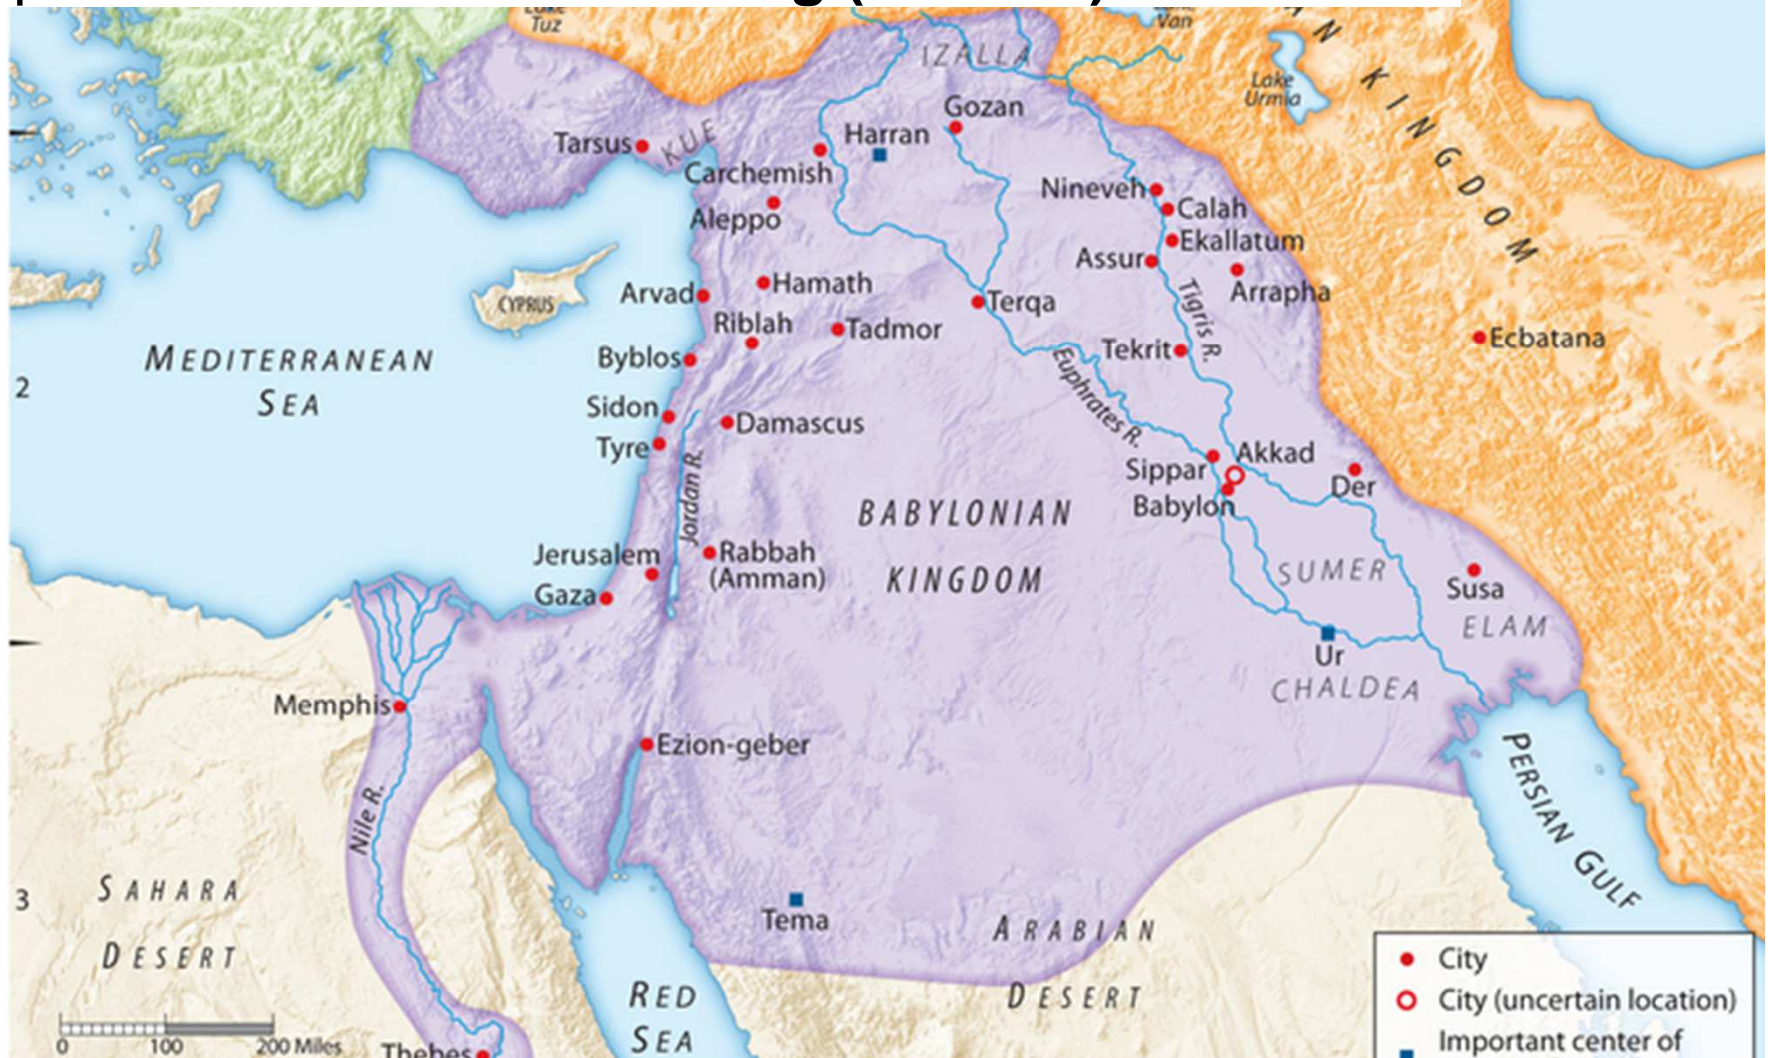 Tuz
Van
IZALLA
KINGDOM
Lake
Urmia
Gozan
Harran
Tarsus
KUE
Carchemish
Nineveh
Calah
Aleppo
Ekallatum
Assur
Arrapha
Hamath
Arvad
CYPRUS
Terqa
Tigris R.
Riblah
Tadmor
Ecbatana
Tekrit
Byblos
MEDITERRANEAN
SEA
2
Euphrates R.
Sidon
Damascus
Tyre
Akkad
Sippar
Der
Jordan R.
Babylon
BABYLONIAN
KINGDOM
Jerusalem
Rabbah
(Amman)
Gaza
SUMER
Susa
ELAM
Ur
CHALDEA
Memphis
Ezion-geber
PERSIAN GULF
Nile R.
SAHARA
DESERT
3
Tema
ARABIAN
DESERT
RED
SEA
0 100 200 Miles
Thebes
City
City (uncertain location)
Important center of